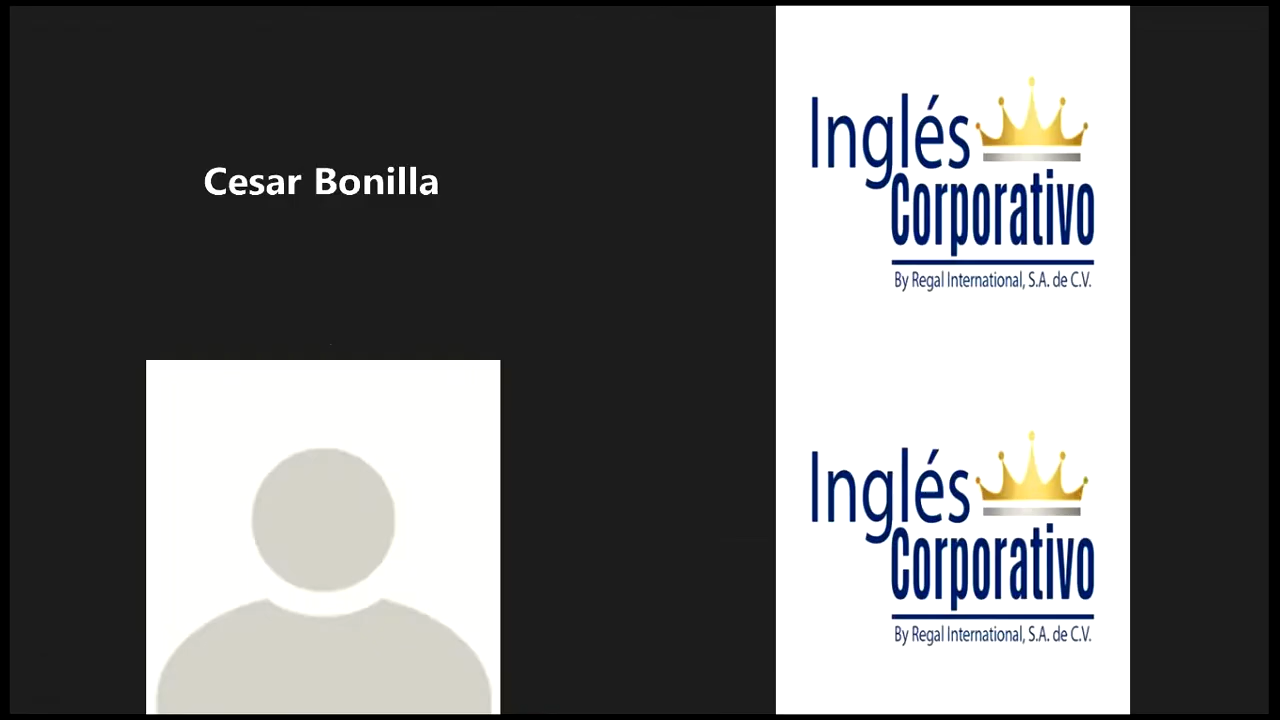 Cesar Bonilla
Inglés
Corporativo
By Regal International, S.A. de C.V.
Inglés
Corporativo
By Regal International, S.A. de C.V.